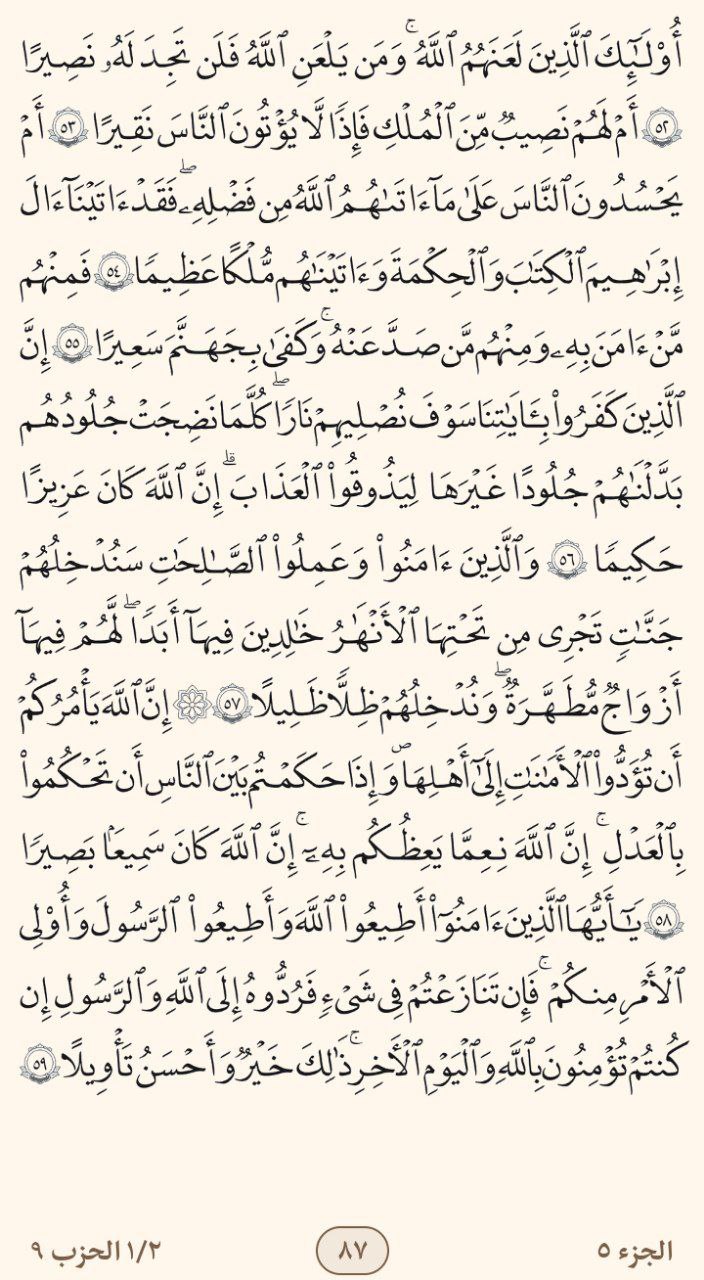 أُو۟لَـٰٓئِكَ ٱلَّذِينَ لَعَنَهُمُ ٱللَّهُ ۖ وَمَن يَلْعَنِ ٱللَّهُ فَلَن تَجِدَ لَهُۥ نَصِيرًا
٥٢ أَمْ لَهُمْ نَصِيبٌ مِّنَ ٱلْمُلْكِ فَإِذًا لَّا يُؤْتُونَ ٱلنَّاسَ نَقِيرًا ٥٣ أَمْ
يَحْسُدُونَ ٱلنَّاسَ عَلَىٰ مَآ ءَاتَىٰهُمُ ٱللَّهُ مِن فَضْلِهِۦ ۖ فَقَدْ ءَاتَيْنَآ ءَالَ
إِبْرَٰهِيمَ ٱلْكِتَـٰبَ وَٱلْحِكْمَةَ وَءَاتَيْنَـٰهُم مُّلْكًا عَظِيمًا ٥٤ فَمِنْهُم
مَّنْ ءَامَنَ بِهِۦ وَمِنْهُم مَّن صَدَّ عَنْهُ ۚ وَكَفَىٰ بِجَهَنَّمَ سَعِيرًا ٥٥ إِنَّ
ٱلَّذِينَ كَفَرُوا۟ بِـَٔايَـٰتِنَا سَوْفَ نُصْلِيهِمْ نَارًا ۖ كُلَّمَا نَضِجَتْ جُلُودُهُم
بَدَّلْنَـٰهُمْ جُلُودًا غَيْرَهَا لِيَذُوقُوا۟ ٱلْعَذَابَ ۗ إِنَّ ٱللَّهَ كَانَ عَزِيزًا
حَكِيمًا ٥٦ وَٱلَّذِينَ ءَامَنُوا۟ وَعَمِلُوا۟ ٱلصَّـٰلِحَـٰتِ سَنُدْخِلُهُمْ
جَنَّـٰتٍ تَجْرِى مِن تَحْتِهَا ٱلْأَنْهَـٰرُ خَـٰلِدِينَ فِيهَآ أَبَدًا ۖ لَّهُمْ فِيهَآ
أَزْوَٰجٌ مُّطَهَّرَةٌ ۖ وَنُدْخِلُهُمْ ظِلًّا ظَلِيلًا ٥٧ ۞ إِنَّ ٱللَّهَ يَأْمُرُكُمْ
أَن تُؤَدُّوا۟ ٱلْأَمَـٰنَـٰتِ إِلَىٰٓ أَهْلِهَا وَإِذَا حَكَمْتُم بَيْنَ ٱلنَّاسِ أَن تَحْكُمُوا۟
بِٱلْعَدْلِ ۚ إِنَّ ٱللَّهَ نِعِمَّا يَعِظُكُم بِهِۦٓ ۚ إِنَّ ٱللَّهَ كَانَ سَمِيعًۢا بَصِيرًا
٥٨ يَـٰٓأَيُّهَا ٱلَّذِينَ ءَامَنُوٓا۟ أَطِيعُوا۟ ٱللَّهَ وَأَطِيعُوا۟ ٱلرَّسُولَ وَأُو۟لِى
ٱلْأَمْرِ مِنكُمْ ۚ فَإِن تَنَـٰزَعْتُمْ فِى شَىْءٍ فَرُدُّوهُ إِلَى ٱللَّهِ وَٱلرَّسُولِ إِن
كُنتُمْ تُؤْمِنُونَ بِٱللَّهِ وَٱلْيَوْمِ ٱلْـَٔاخِرِ ۚ ذَٰلِكَ خَيْرٌ وَأَحْسَنُ تَأْوِيلًا ٥٩
الجزء ٥ ٨٧ ١/٢ الحزب ٩